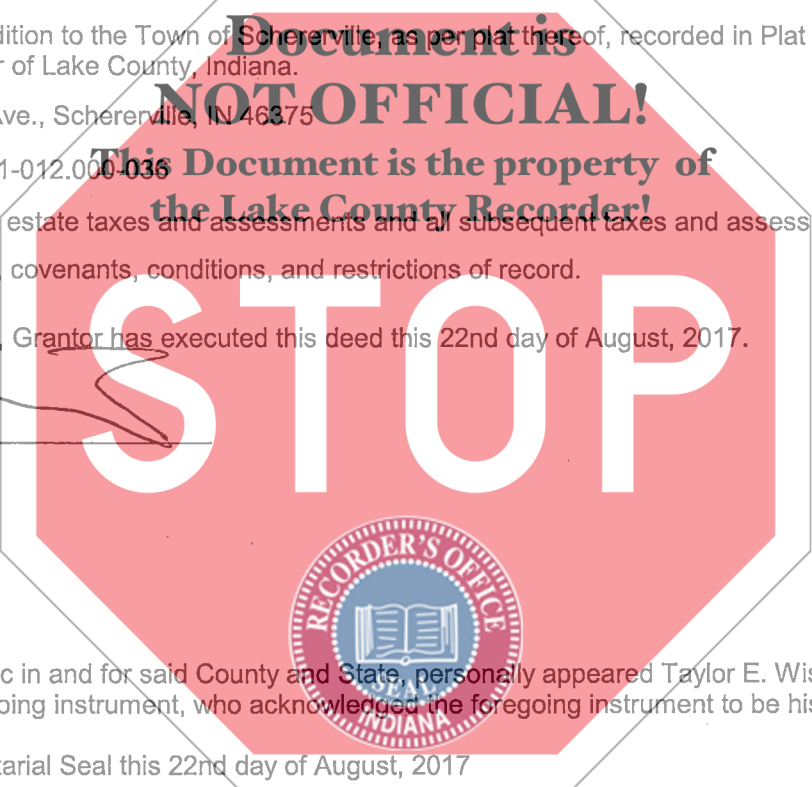 dition to the Town of Schererville, as per plat thereof, recorded in Plat
Document is
r of Lake County, Indiana.
NOT OFFICIAL!
Ave., Schererville, IN 46375
This Document is the property of
1-012.000-036
the Lake County Recorder!
estate taxes and assessments and all subsequent taxes and assess
, covenants, conditions, and restrictions of record.
, Grantor has executed this deed this 22nd day of August, 2017.
STOP
RECORDER'S OFFICE
SEAL
INDIANA
c in and for said County and State, personally appeared Taylor E. Wis
oing instrument, who acknowledged the foregoing instrument to be his
tarial Seal this 22nd day of August, 2017